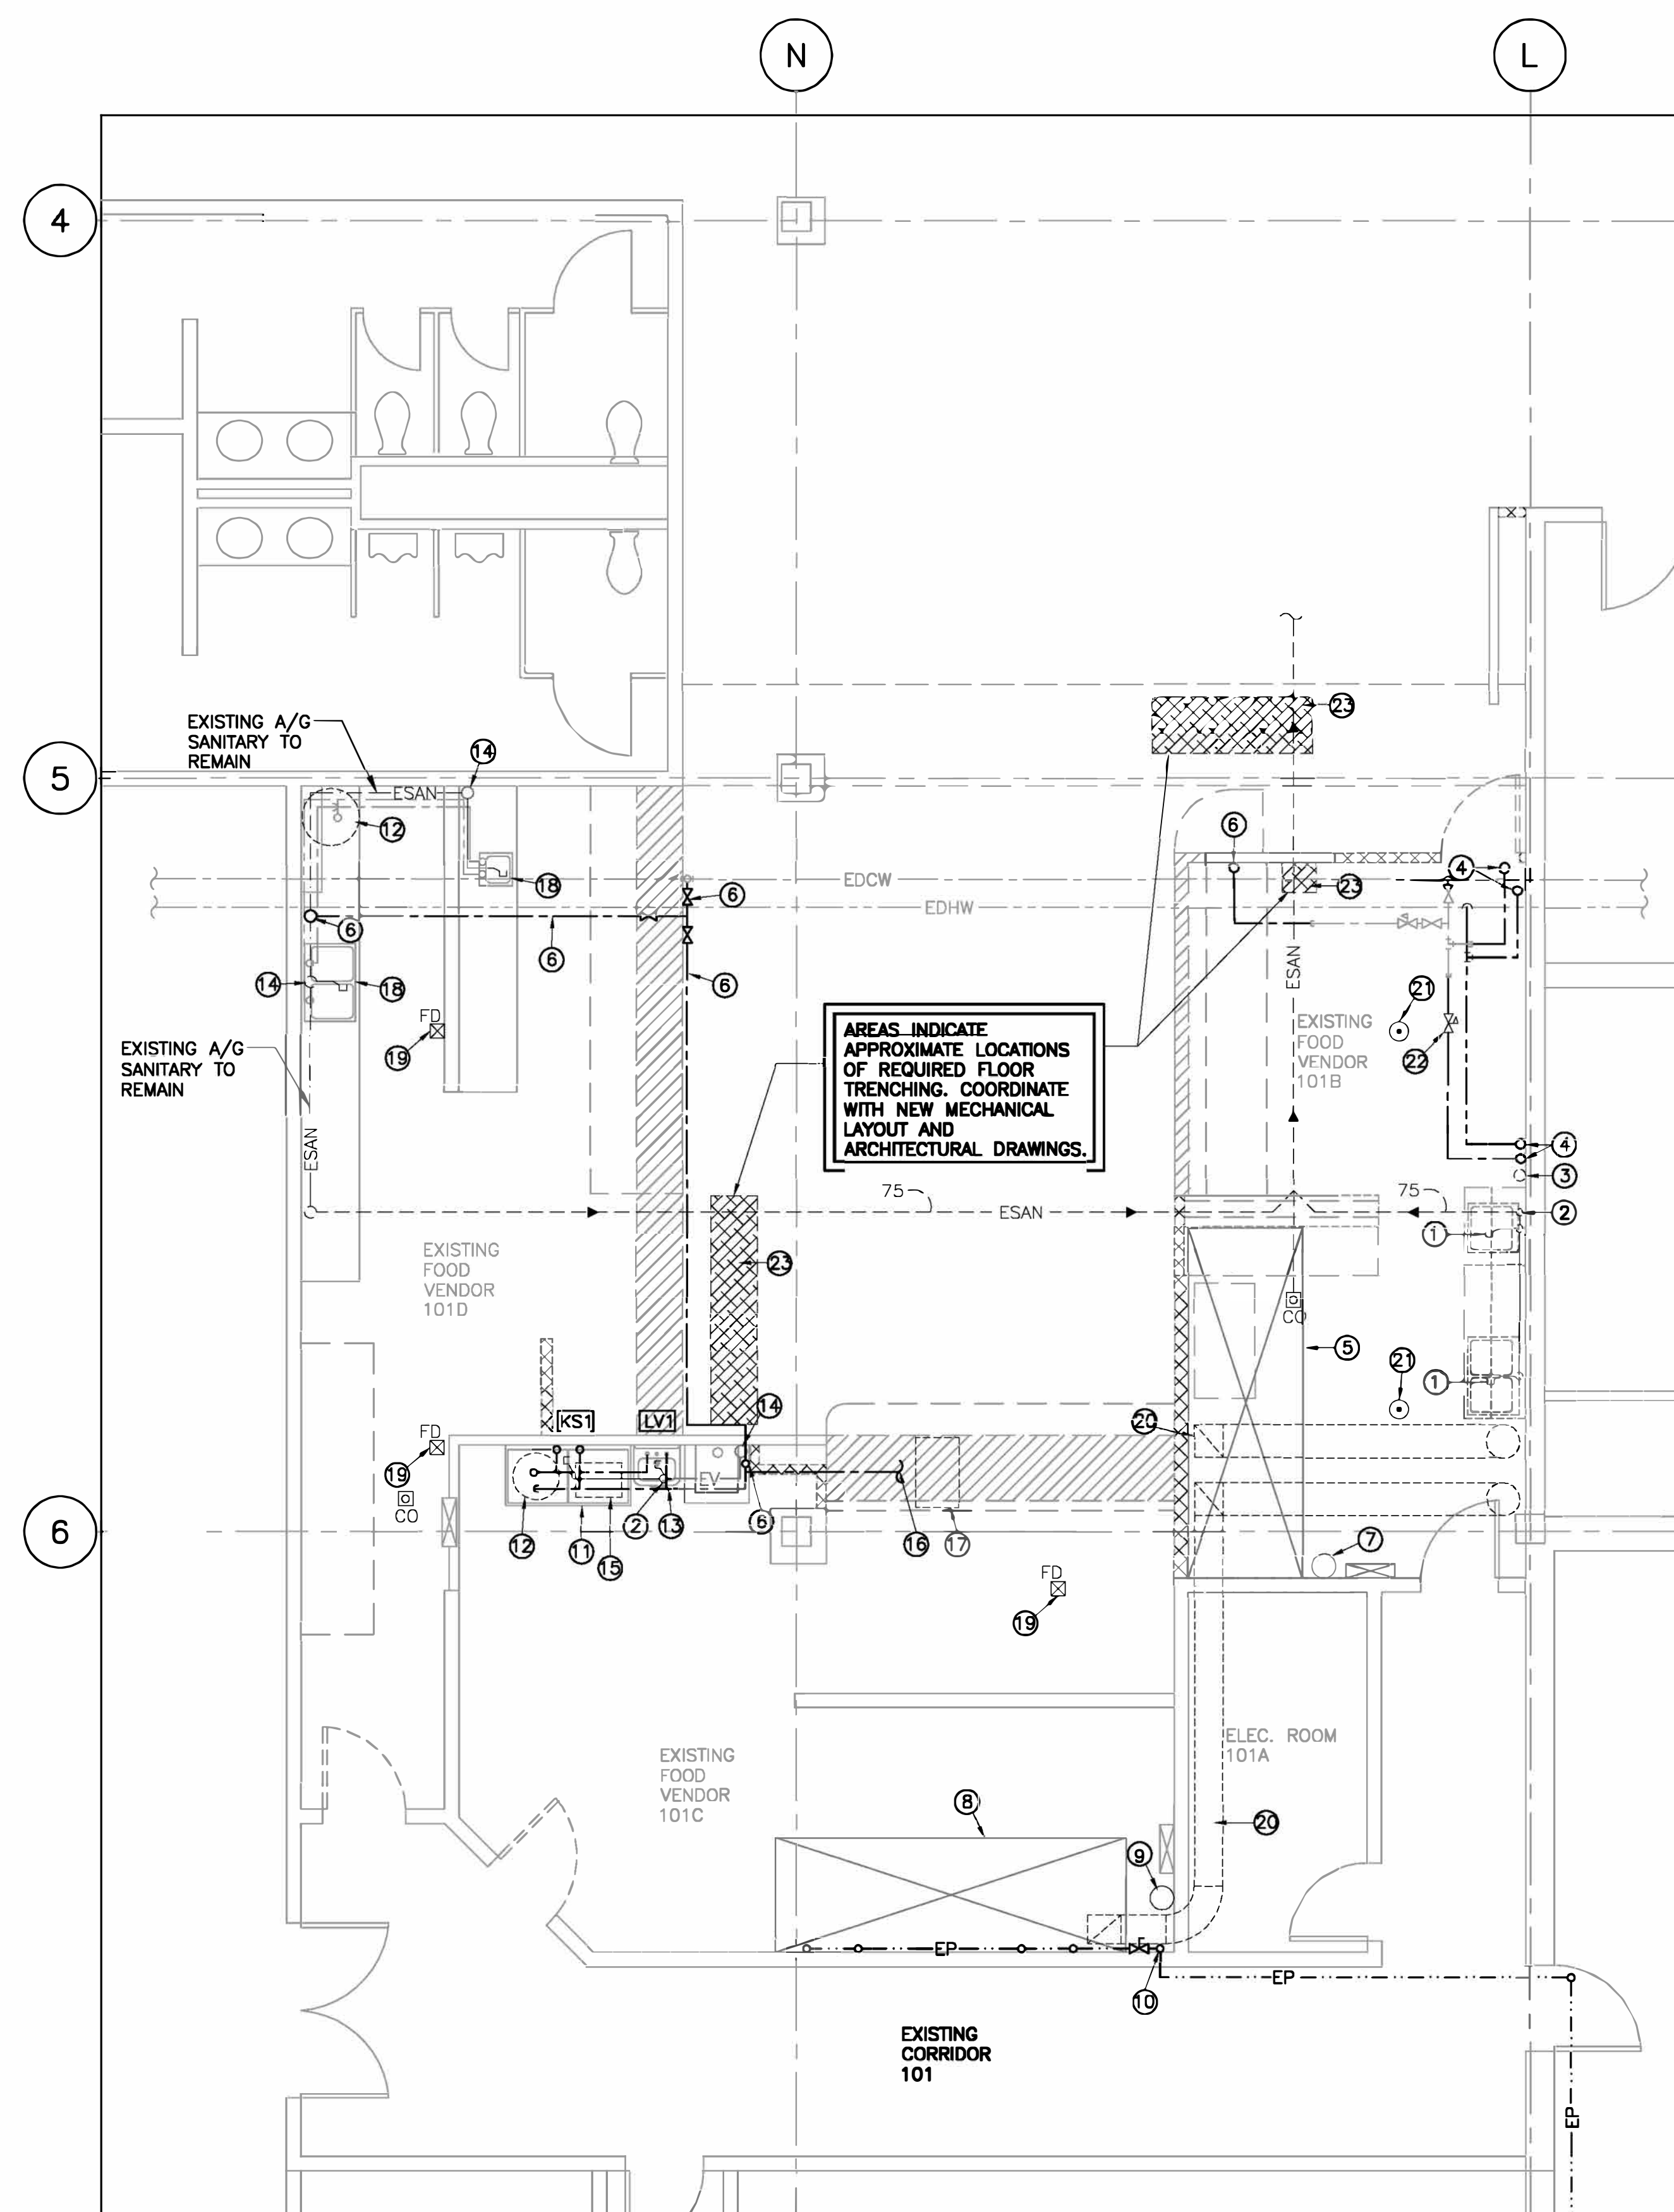 N
L
4
EXISTING A/G
SANITARY TO
REMAIN
14
23
5
ESAN
12
6
18
EDCW
6
4
23
EDHW
6
6
6
14
18
ESAN
21
FD
19
EXISTING A/G
SANITARY TO
REMAIN
AREAS INDICATE
APPROXIMATE LOCATIONS
OF REQUIRED FLOOR
TRENCHING. COORDINATE
WITH NEW MECHANICAL
LAYOUT AND
ARCHITECTURAL DRAWINGS.
EXISTING
FOOD
VENDOR
101B
22
ESAN
4
3
75
75
ESAN
2
1
EXISTING
FOOD
VENDOR
101D
23
CO
5
21
1
14
KS1
LV1
FD
20
19
EV
CO
6
12
11
15
2
13
6
16
17
7
FD
19
ELEC. ROOM
101A
EXISTING
FOOD
VENDOR
101C
8
20
9
EP
EP
10
EXISTING
CORRIDOR
101
EP